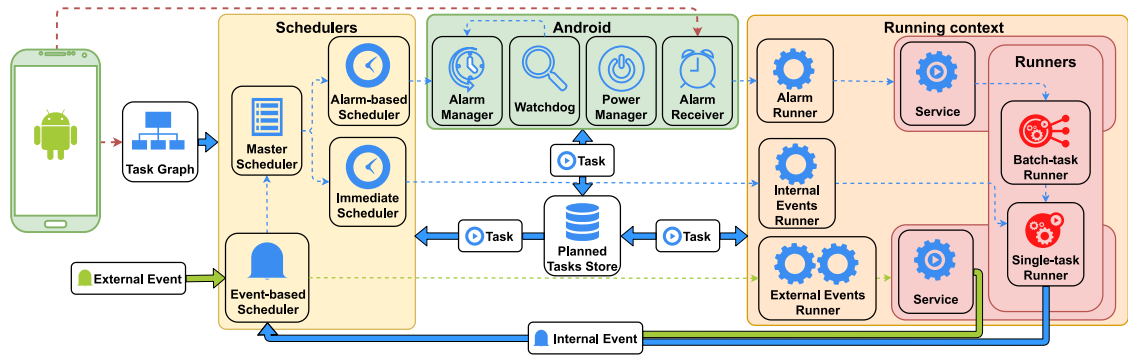 Schedulers
Android
Running context
Alarm-based
Scheduler
Alarm
Manager
Watchdog
Power
Manager
Alarm
Receiver
Alarm
Runner
Service
Runners
Task Graph
Master
Scheduler
Batch-task
Runner
Task
Immediate
Scheduler
Internal
Events
Runner
Task
Planned
Tasks Store
Task
Single-task
Runner
External Event
Event-based
Scheduler
External Events
Runner
Service
Internal Event